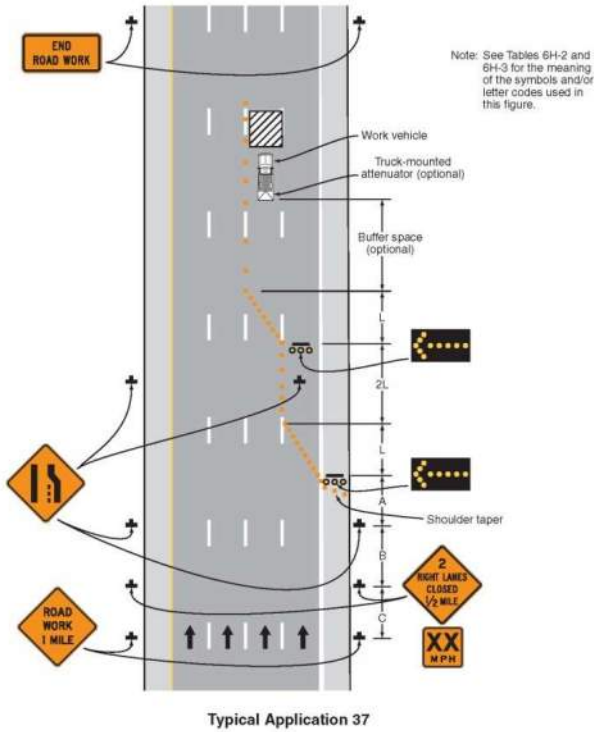 END
ROAD WORK
Note: See Tables 6H-2 and
6H-3 for the meaning
of the symbols and/or
letter codes used in
this figure.
Work vehicle
Truck-mounted
attenuator (optional)
Buffer space
(optional)
L
2L
L
A
Shoulder taper
B
2
RIGHT LANES
CLOSED
½ MILE
ROAD
WORK
1 MILE
C
XX
MPH
Typical Application 37